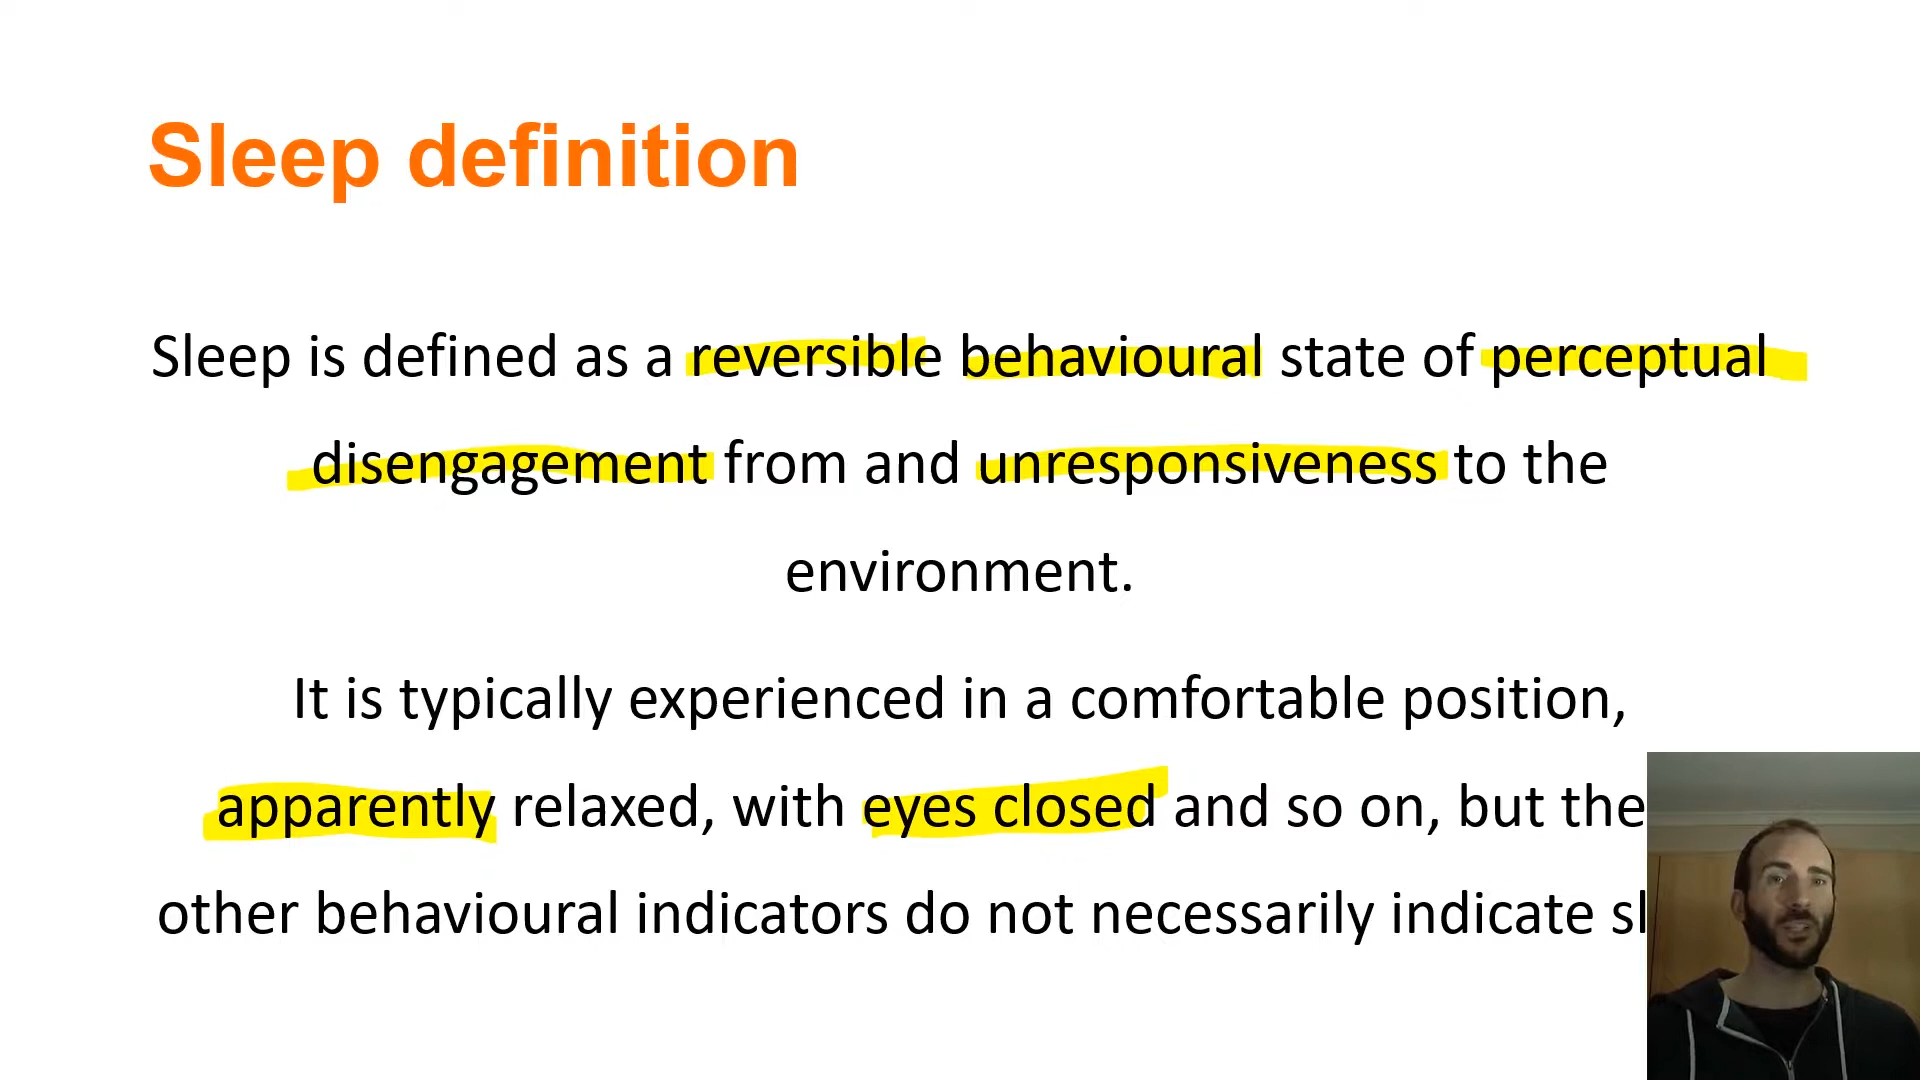 Sleep definition
Sleep is defined as a reversible behavioural state of perceptual
disengagement from and unresponsiveness to the
environment.
It is typically experienced in a comfortable position,
apparently relaxed, with eyes closed and so on, but
other behavioural indicators do not necessarily indicate